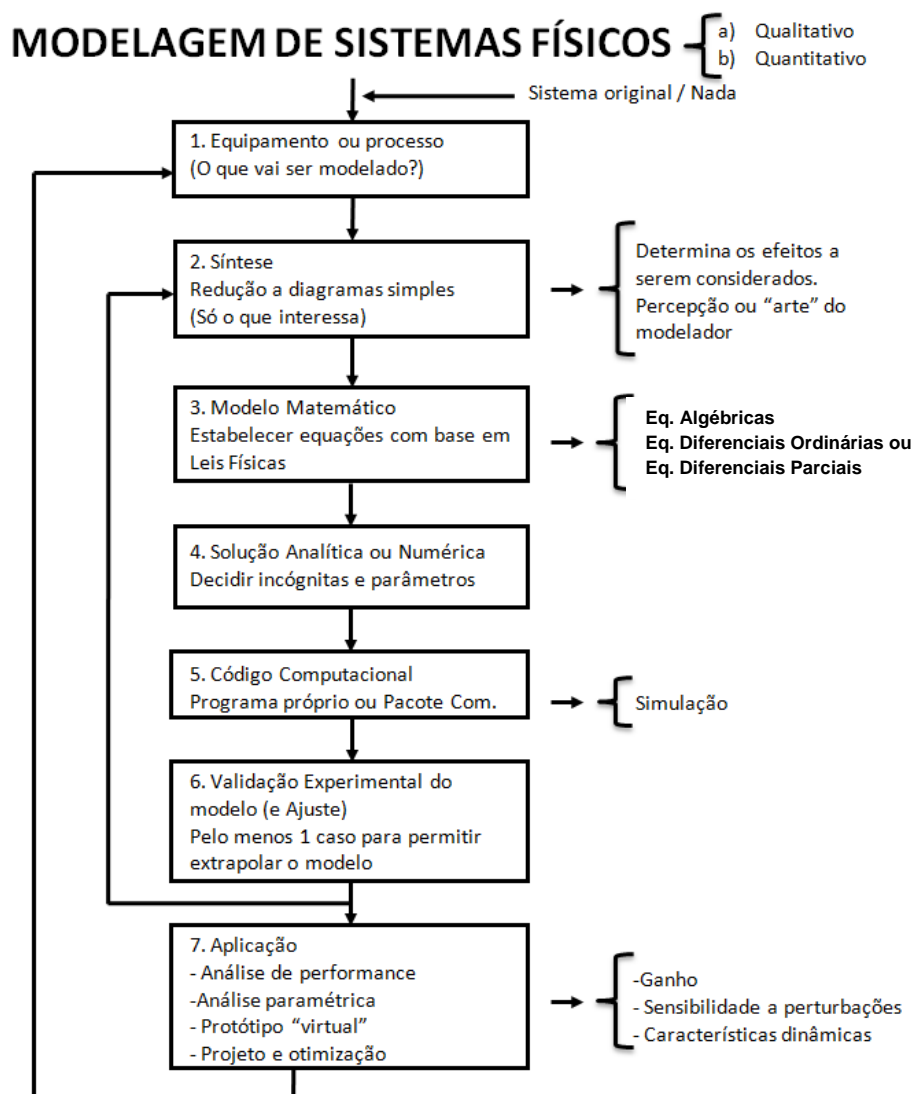 MODELAGEM DE SISTEMAS FÍSICOS
a) Qualitativo
b) Quantitativo
Sistema original / Nada
1. Equipamento ou processo
(O que vai ser modelado?)
2. Síntese
Redução a diagramas simples
(Só o que interessa)
Determina os efeitos a
serem considerados.
Percepção ou “arte” do
modelador
3. Modelo Matemático
Estabelecer equações com base em
Leis Físicas
Eq. Algébricas
Eq. Diferenciais Ordinárias ou
Eq. Diferenciais Parciais
4. Solução Analítica ou Numérica
Decidir incógnitas e parâmetros
5. Código Computacional
Programa próprio ou Pacote Com.
Simulação
6. Validação Experimental do
modelo (e Ajuste)
Pelo menos 1 caso para permitir
extrapolar o modelo
7. Aplicação
- Análise de performance
-Análise paramétrica
- Protótipo “virtual”
- Projeto e otimização
-Ganho
- Sensibilidade a perturbações
- Características dinâmicas